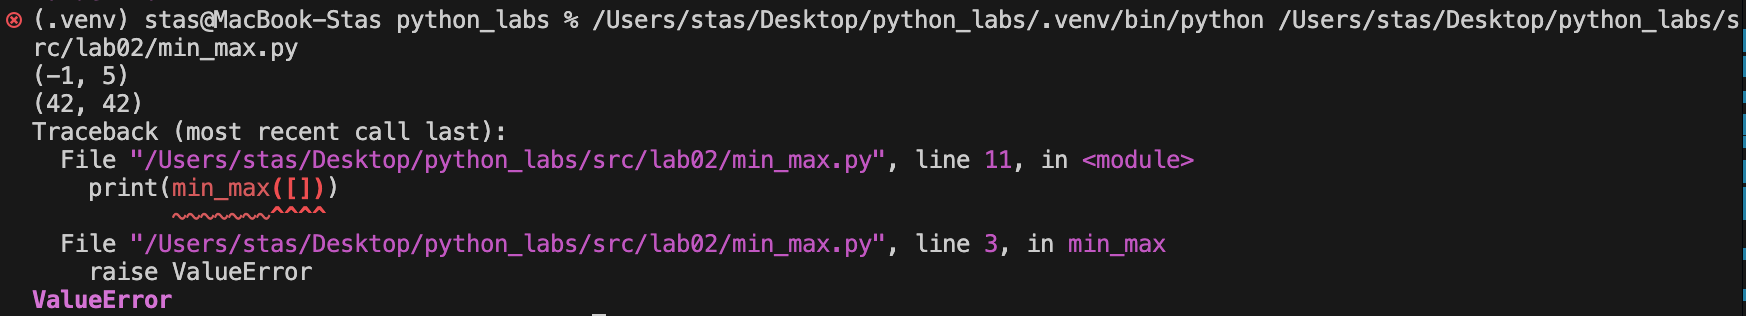 (.venv) stas@MacBook-Stas python_labs % /Users/stas/Desktop/python_labs/.venv/bin/python /Users/stas/Desktop/python_labs/s
rc/lab02/min_max.py
(-1, 5)
(42, 42)
Traceback (most recent call last):
  File "/Users/stas/Desktop/python_labs/src/lab02/min_max.py", line 11, in <module>
    print(min_max([]))
          ~~~~~~~^^^^
  File "/Users/stas/Desktop/python_labs/src/lab02/min_max.py", line 3, in min_max
    raise ValueError
ValueError